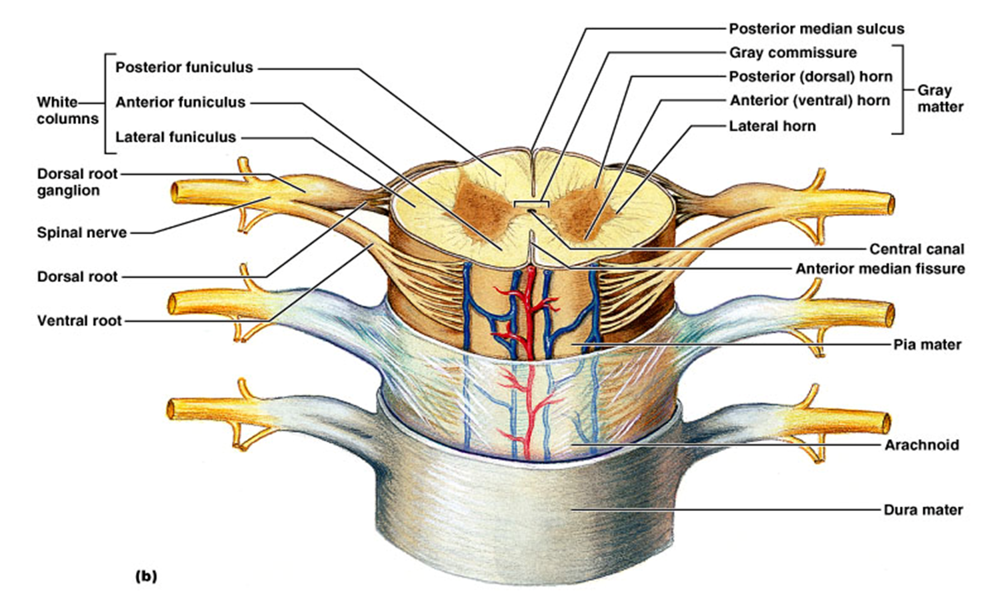 Posterior median sulcus
Gray commissure
Posterior (dorsal) horn
Anterior (ventral) horn
Lateral horn
Gray
matter
Posterior funiculus
Anterior funiculus
Lateral funiculus
White
columns
Dorsal root
ganglion
Spinal nerve
Dorsal root
Ventral root
Central canal
Anterior median fissure
Pia mater
Arachnoid
Dura mater
(b)